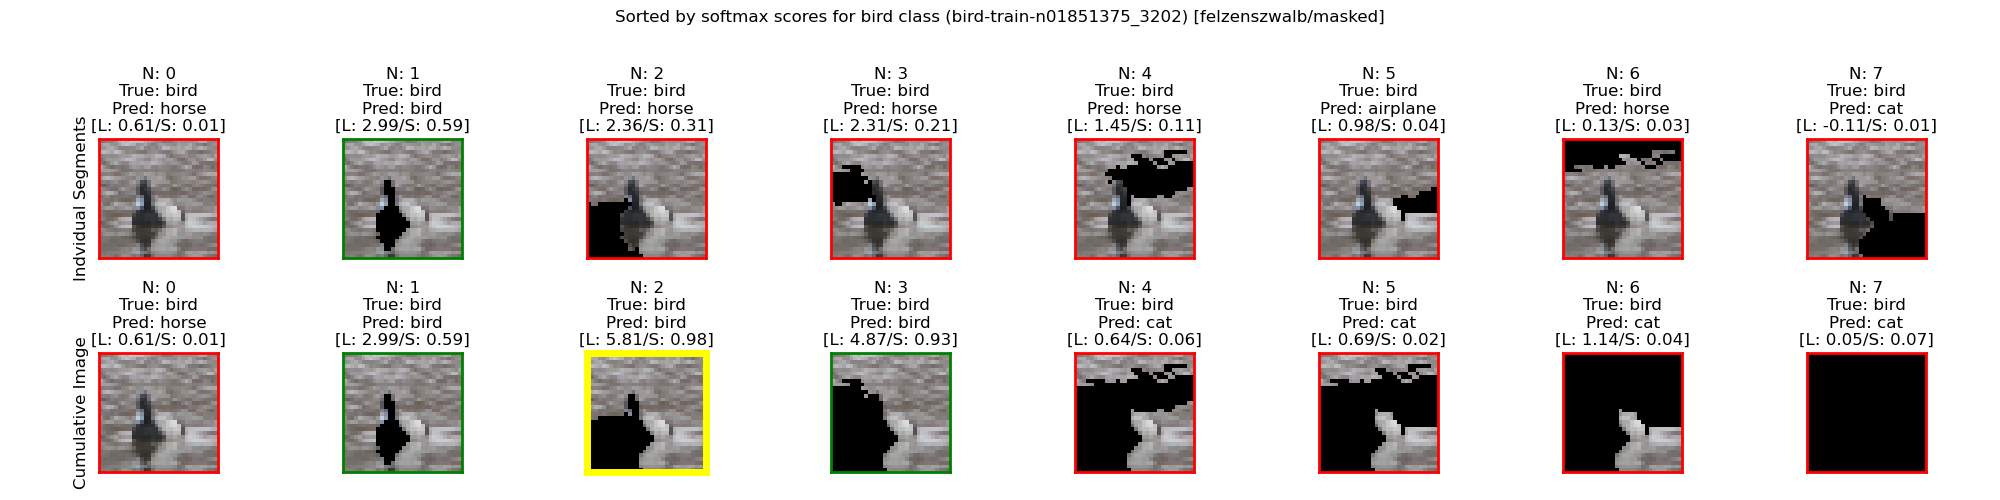 Sorted by softmax scores for bird class (bird-train-n01851375_3202) [felzenszwalb/masked]
Indvidual Segments
N: 0
True: bird
Pred: horse
[L: 0.61/S: 0.01]
N: 1
True: bird
Pred: bird
[L: 2.99/S: 0.59]
N: 2
True: bird
Pred: horse
[L: 2.36/S: 0.31]
N: 3
True: bird
Pred: horse
[L: 2.31/S: 0.21]
N: 4
True: bird
Pred: horse
[L: 1.45/S: 0.11]
N: 5
True: bird
Pred: airplane
[L: 0.98/S: 0.04]
N: 6
True: bird
Pred: horse
[L: 0.13/S: 0.03]
N: 7
True: bird
Pred: cat
[L: -0.11/S: 0.01]
Cumulative Image
N: 0
True: bird
Pred: horse
[L: 0.61/S: 0.01]
N: 1
True: bird
Pred: bird
[L: 2.99/S: 0.59]
N: 2
True: bird
Pred: bird
[L: 5.81/S: 0.98]
N: 3
True: bird
Pred: bird
[L: 4.87/S: 0.93]
N: 4
True: bird
Pred: cat
[L: 0.64/S: 0.06]
N: 5
True: bird
Pred: cat
[L: 0.69/S: 0.02]
N: 6
True: bird
Pred: cat
[L: 1.14/S: 0.04]
N: 7
True: bird
Pred: cat
[L: 0.05/S: 0.07]